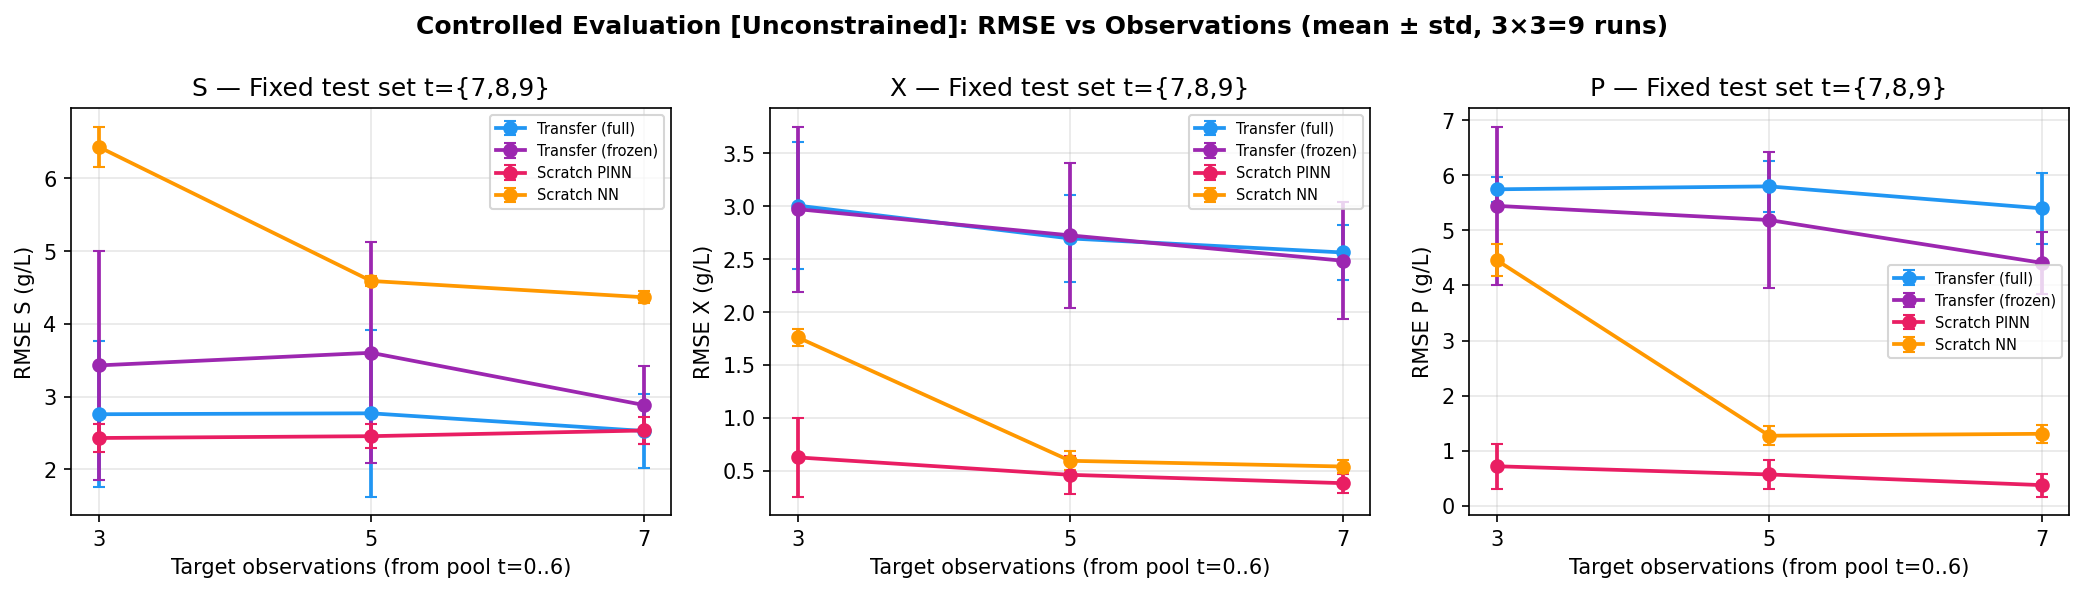 Controlled Evaluation [Unconstrained]: RMSE vs Observations (mean ± std, 3×3=9 runs)
S — Fixed test set t={7,8,9}
RMSE S (g/L)
6
5
4
3
2
3
5
7
Target observations (from pool t=0..6)
Transfer (full)
Transfer (frozen)
Scratch PINN
Scratch NN
X — Fixed test set t={7,8,9}
RMSE X (g/L)
3.5
3.0
2.5
2.0
1.5
1.0
0.5
3
5
7
Target observations (from pool t=0..6)
Transfer (full)
Transfer (frozen)
Scratch PINN
Scratch NN
P — Fixed test set t={7,8,9}
RMSE P (g/L)
7
6
5
4
3
2
1
0
3
5
7
Target observations (from pool t=0..6)
Transfer (full)
Transfer (frozen)
Scratch PINN
Scratch NN